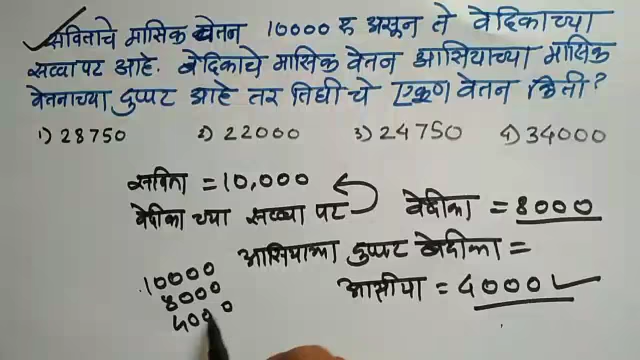 सविताचे मासिक वेतन 10000 रु असून ते वेदिकाच्या
सव्वापट आहे. वेदिकाचे मासिक वेतन आसियाच्या मासिक
वेतनाच्या दुप्पट आहे तर तिघीचे एकूण वेतन किती?
1) 28750 2) 22000 3) 24750 4) 34000
सविता = 10,000
वेदीका च्या सव्वा पट वेदीका = 8000
आसियाच्या दुप्पट वेदीका =
आसीया = 4000
10000
8000
4000